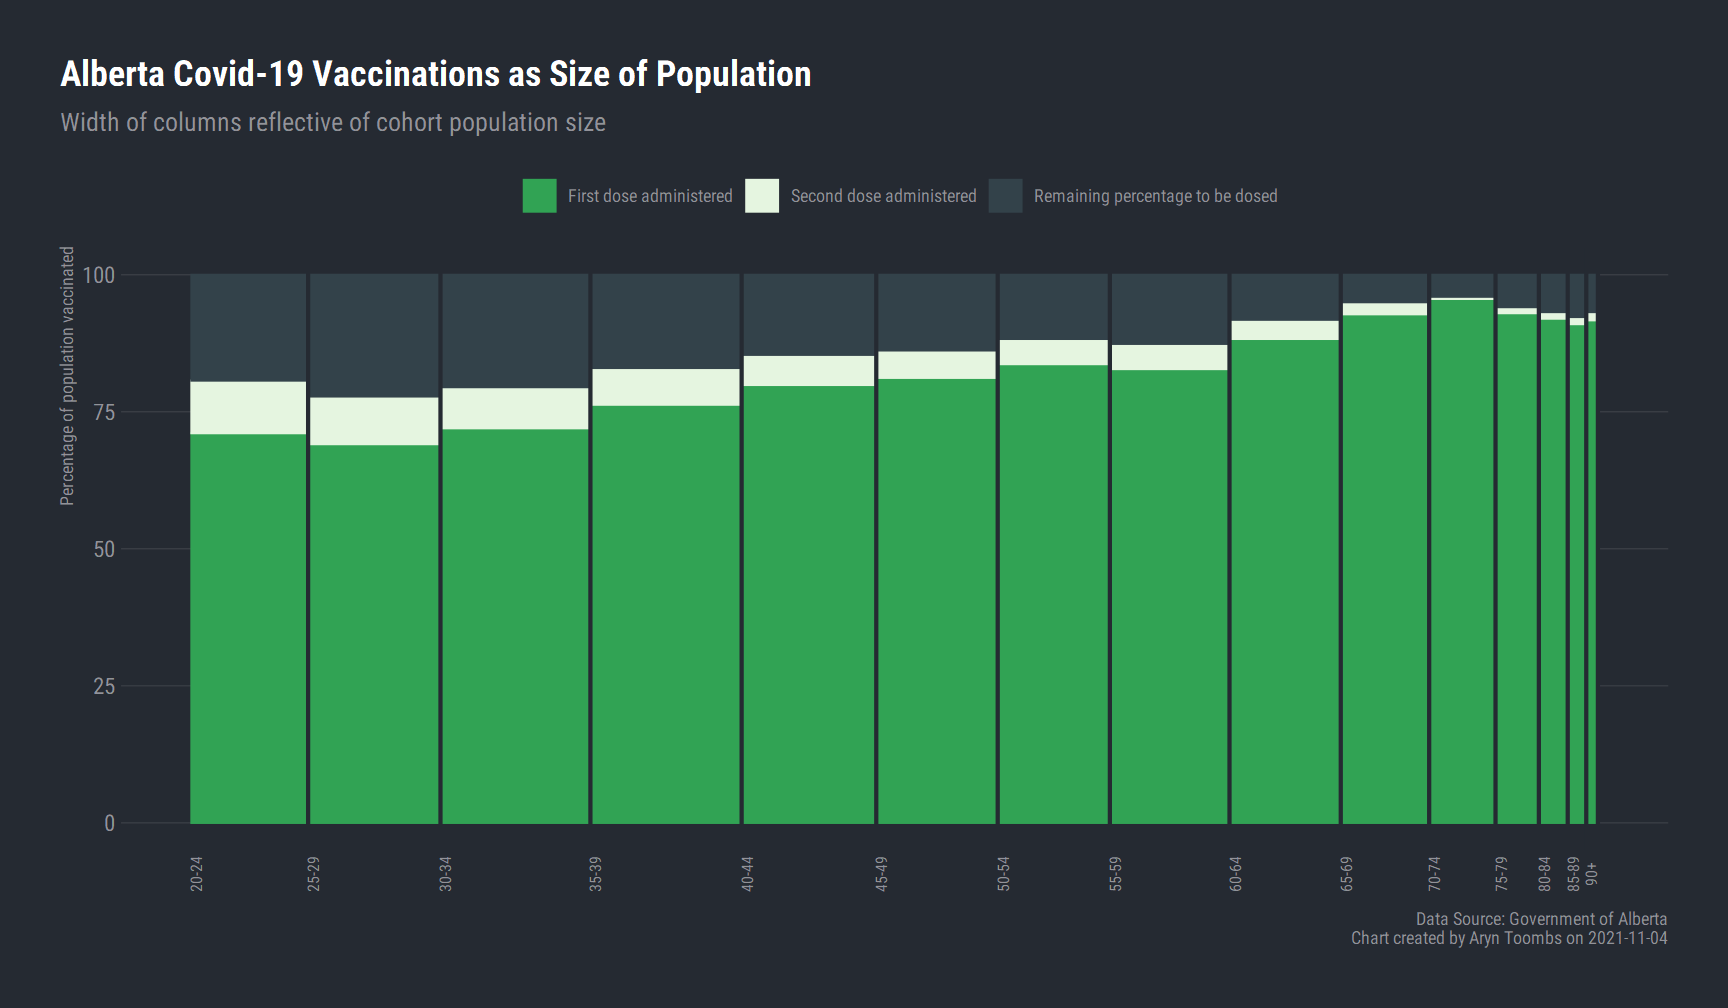 Alberta Covid-19 Vaccinations as Size of Population
Width of columns reflective of cohort population size
First dose administered
Second dose administered
Remaining percentage to be dosed
Percentage of population vaccinated
100
75
50
25
0
20-24
25-29
30-34
35-39
40-44
45-49
50-54
55-59
60-64
65-69
70-74
75-79
80-84
85-89
90+
Data Source: Government of Alberta
Chart created by Aryn Toombs on 2021-11-04